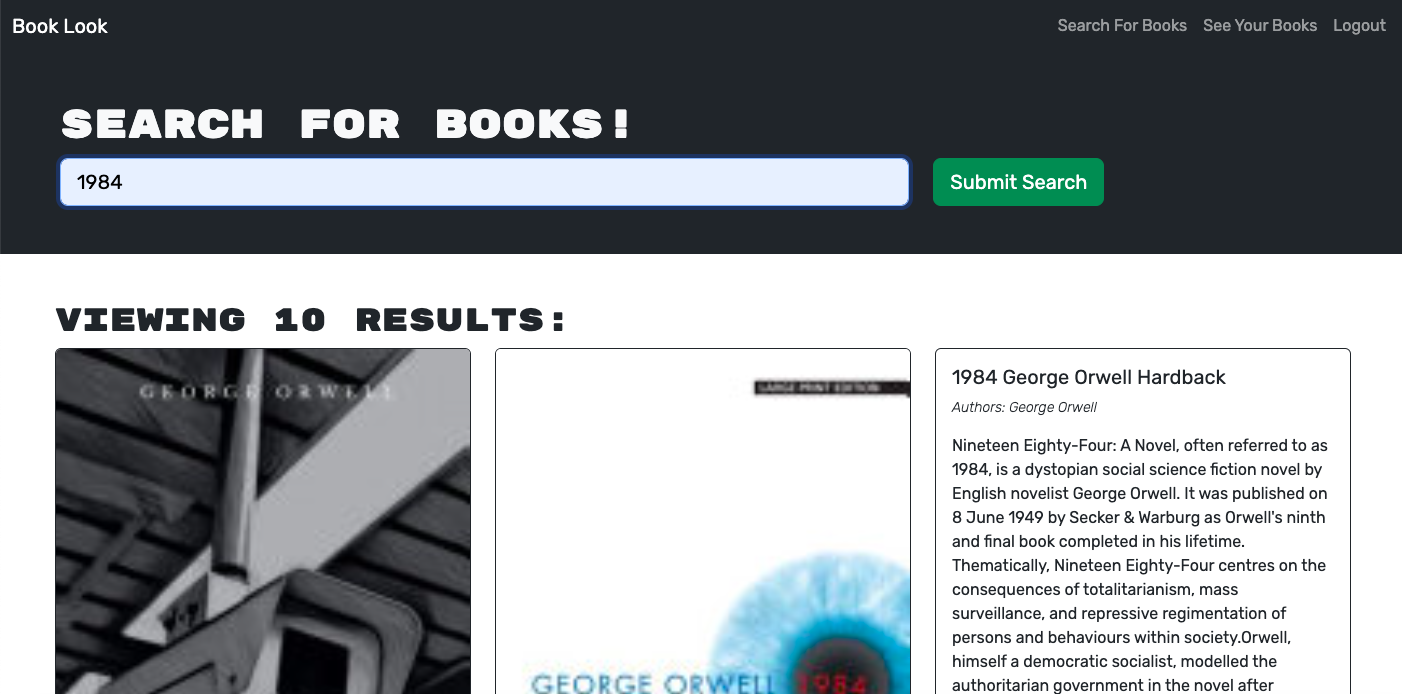 Book Look
Search For Books See Your Books Logout
SEARCH FOR BOOKS!
1984
Submit Search
VIEWING 10 RESULTS:
GEORGE ORWELL
LARGE PRINT EDITION
GEORGE ORWELL 1984
1984 George Orwell Hardback
Authors: George Orwell
Nineteen Eighty-Four: A Novel, often referred to as
1984, is a dystopian social science fiction novel by
English novelist George Orwell. It was published on
8 June 1949 by Secker & Warburg as Orwell's ninth
and final book completed in his lifetime.
Thematically, Nineteen Eighty-Four centres on the
consequences of totalitarianism, mass
surveillance, and repressive regimentation of
persons and behaviours within society.Orwell,
himself a democratic socialist, modelled the
authoritarian government in the novel after